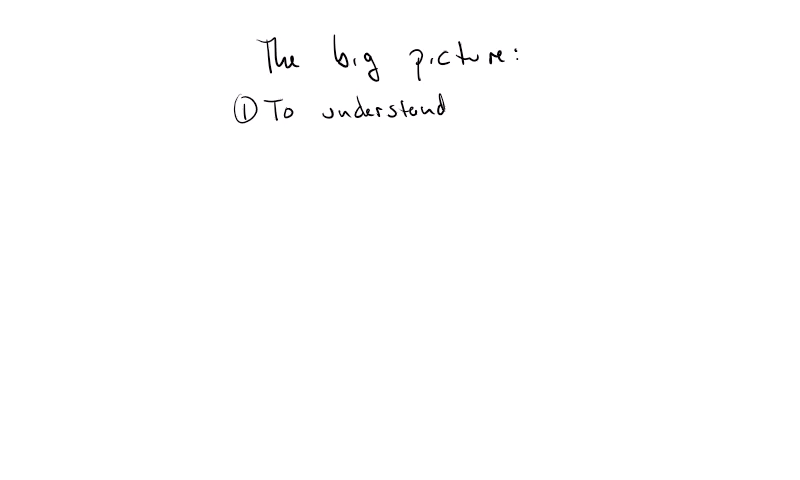 The big picture:
① To understand